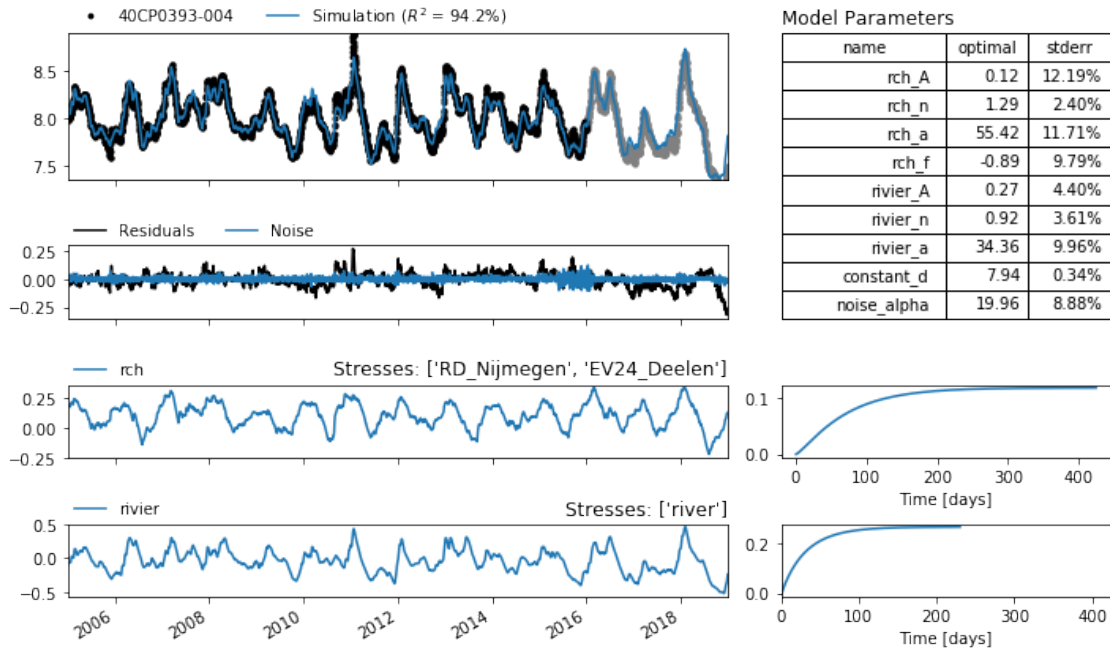 40CP0393-004 Simulation (R² = 94.2%)
8.5
8.0
7.5
Residuals Noise
0.25
0.00
−0.25
rch Stresses: ['RD_Nijmegen', 'EV24_Deelen']
0.25
0.00
−0.25
rivier Stresses: ['river']
0.5
0.0
−0.5
2006 2008 2010 2012 2014 2016 2018
Model Parameters
name optimal stderr
rch_A 0.12 12.19%
rch_n 1.29 2.40%
rch_a 55.42 11.71%
rch_f -0.89 9.79%
rivier_A 0.27 4.40%
rivier_n 0.92 3.61%
rivier_a 34.36 9.96%
constant_d 7.94 0.34%
noise_alpha 19.96 8.88%
0.1
0.0
0 100 200 300 400
Time [days]
0.2
0.0
0 100 200 300 400
Time [days]